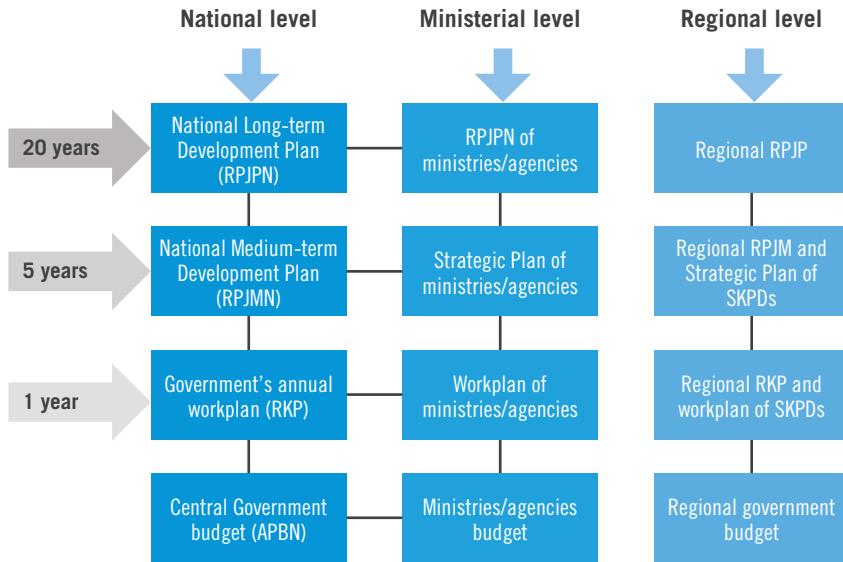 National level
Ministerial level
Regional level
20 years
National Long-term
Development Plan
(RPJPN)
RPJPN of
ministries/agencies
Regional RPJP
5 years
National Medium-term
Development Plan
(RPJMN)
Strategic Plan of
ministries/agencies
Regional RPJM and
Strategic Plan of
SKPDs
1 year
Government's annual
workplan (RKP)
Workplan of
ministries/agencies
Regional RKP and
workplan of SKPDs
Central Government
budget (APBN)
Ministries/agencies
budget
Regional government
budget